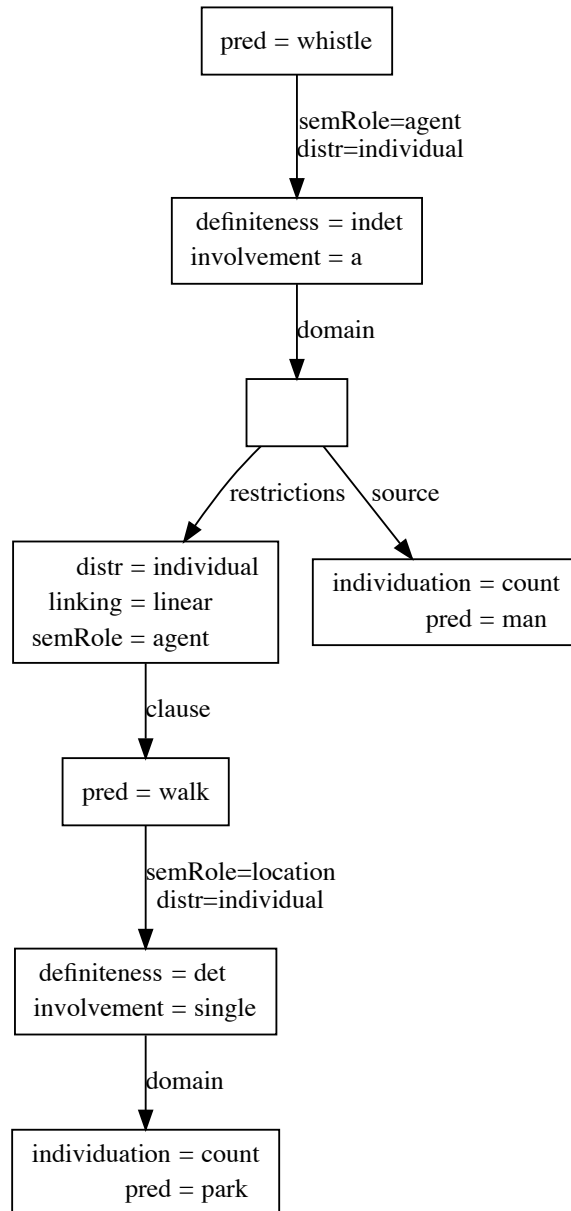 pred = whistle
semRole=agent
distr=individual
definiteness = indet
involvement = a
domain
restrictions
source
distr = individual
linking = linear
semRole = agent
individuation = count
pred = man
clause
pred = walk
semRole=location
distr=individual
definiteness = det
involvement = single
domain
individuation = count
pred = park